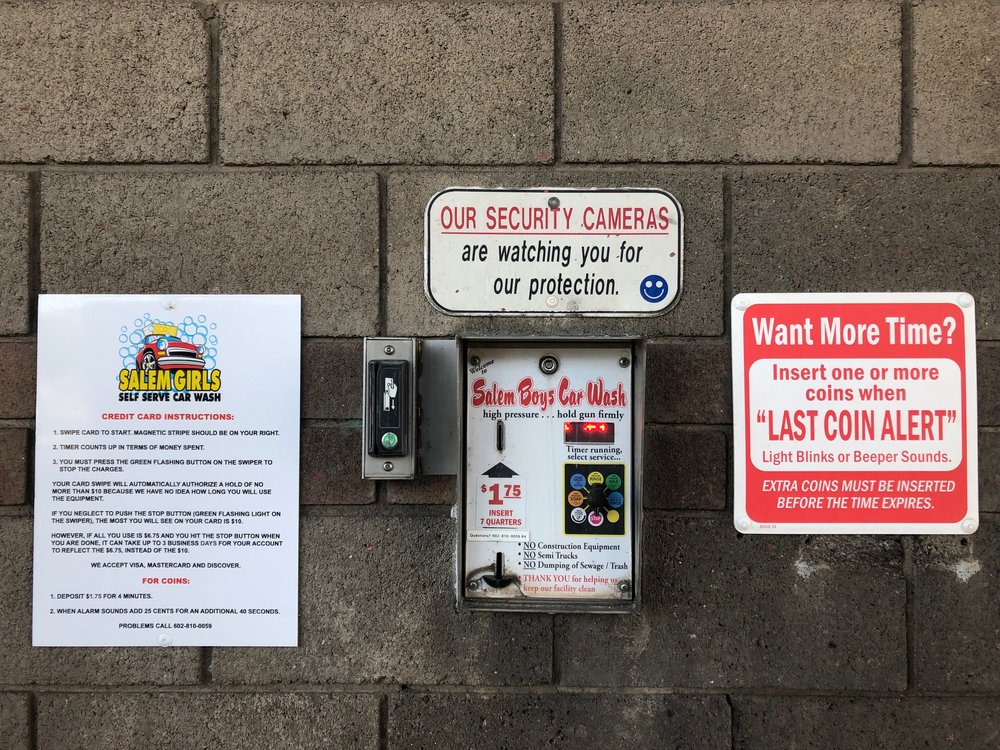 OUR SECURITY CAMERAS
are watching you for
our protection.
SALEM GIRLS
SELF SERVE CAR WASH
CREDIT CARD INSTRUCTIONS:
1. SWIPE CARD TO START. MAGNETIC STRIPE SHOULD BE ON YOUR RIGHT.
2. TIMER COUNTS UP IN TERMS OF MONEY SPENT.
3. YOU MUST PRESS THE GREEN FLASHING BUTTON ON THE SWIPER TO
STOP THE CHARGES.
YOUR CARD SWIPE WILL AUTOMATICALLY AUTHORIZE A HOLD OF NO
MORE THAN $10 BECAUSE WE HAVE NO IDEA HOW LONG YOU WILL USE
THE EQUIPMENT.
IF YOU NEGLECT TO PUSH THE STOP BUTTON (GREEN FLASHING LIGHT ON
THE SWIPER), THE MOST YOU WILL SEE ON YOUR CARD IS $10.
HOWEVER, IF ALL YOU USE IS $6.75 AND YOU HIT THE STOP BUTTON WHEN
YOU ARE DONE, IT CAN TAKE UP TO 3 BUSINESS DAYS FOR YOUR ACCOUNT
TO REFLECT THE $6.75, INSTEAD OF THE $10.
WE ACCEPT VISA, MASTERCARD AND DISCOVER.
FOR COINS:
1. DEPOSIT $1.75 FOR 4 MINUTES.
2. WHEN ALARM SOUNDS ADD 25 CENTS FOR AN ADDITIONAL 40 SECONDS.
PROBLEMS CALL 602-810-0059
Welcome to
Salem Boys Car Wash
high pressure . . . hold gun firmly
Timer running,
select service...
$1.75
INSERT
7 QUARTERS
STOP
Questions? 602-810-0059
• NO Construction Equipment
• NO Semi Trucks
• NO Dumping of Sewage / Trash
* THANK YOU for helping us
keep our facility clean
Want More Time?
Insert one or more
coins when
"LAST COIN ALERT"
Light Blinks or Beeper Sounds.
EXTRA COINS MUST BE INSERTED
BEFORE THE TIME EXPIRES.